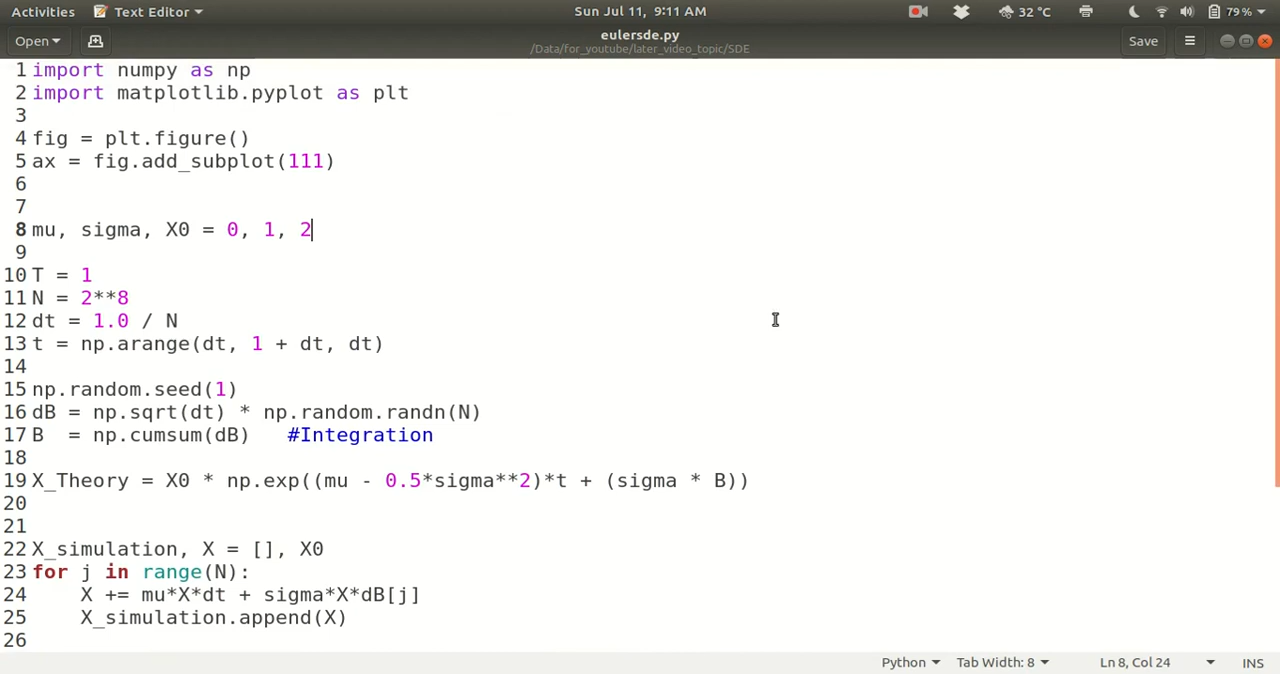 Activities Text Editor Sun Jul 11, 9:11 AM 32 °C 79%
Open eulersde.py Save
/Data/for_youtube/later_video_topic/SDE
1 import numpy as np
2 import matplotlib.pyplot as plt
3
4 fig = plt.figure()
5 ax = fig.add_subplot(111)
6
7
8 mu, sigma, X0 = 0, 1, 2
9
10 T = 1
11 N = 2**8
12 dt = 1.0 / N
13 t = np.arange(dt, 1 + dt, dt)
14
15 np.random.seed(1)
16 dB = np.sqrt(dt) * np.random.randn(N)
17 B  = np.cumsum(dB)   #Integration
18
19 X_Theory = X0 * np.exp((mu - 0.5*sigma**2)*t + (sigma * B))
20
21
22 X_simulation, X = [], X0
23 for j in range(N):
24     X += mu*X*dt + sigma*X*dB[j]
25     X_simulation.append(X)
26
Python Tab Width: 8 Ln 8, Col 24 INS